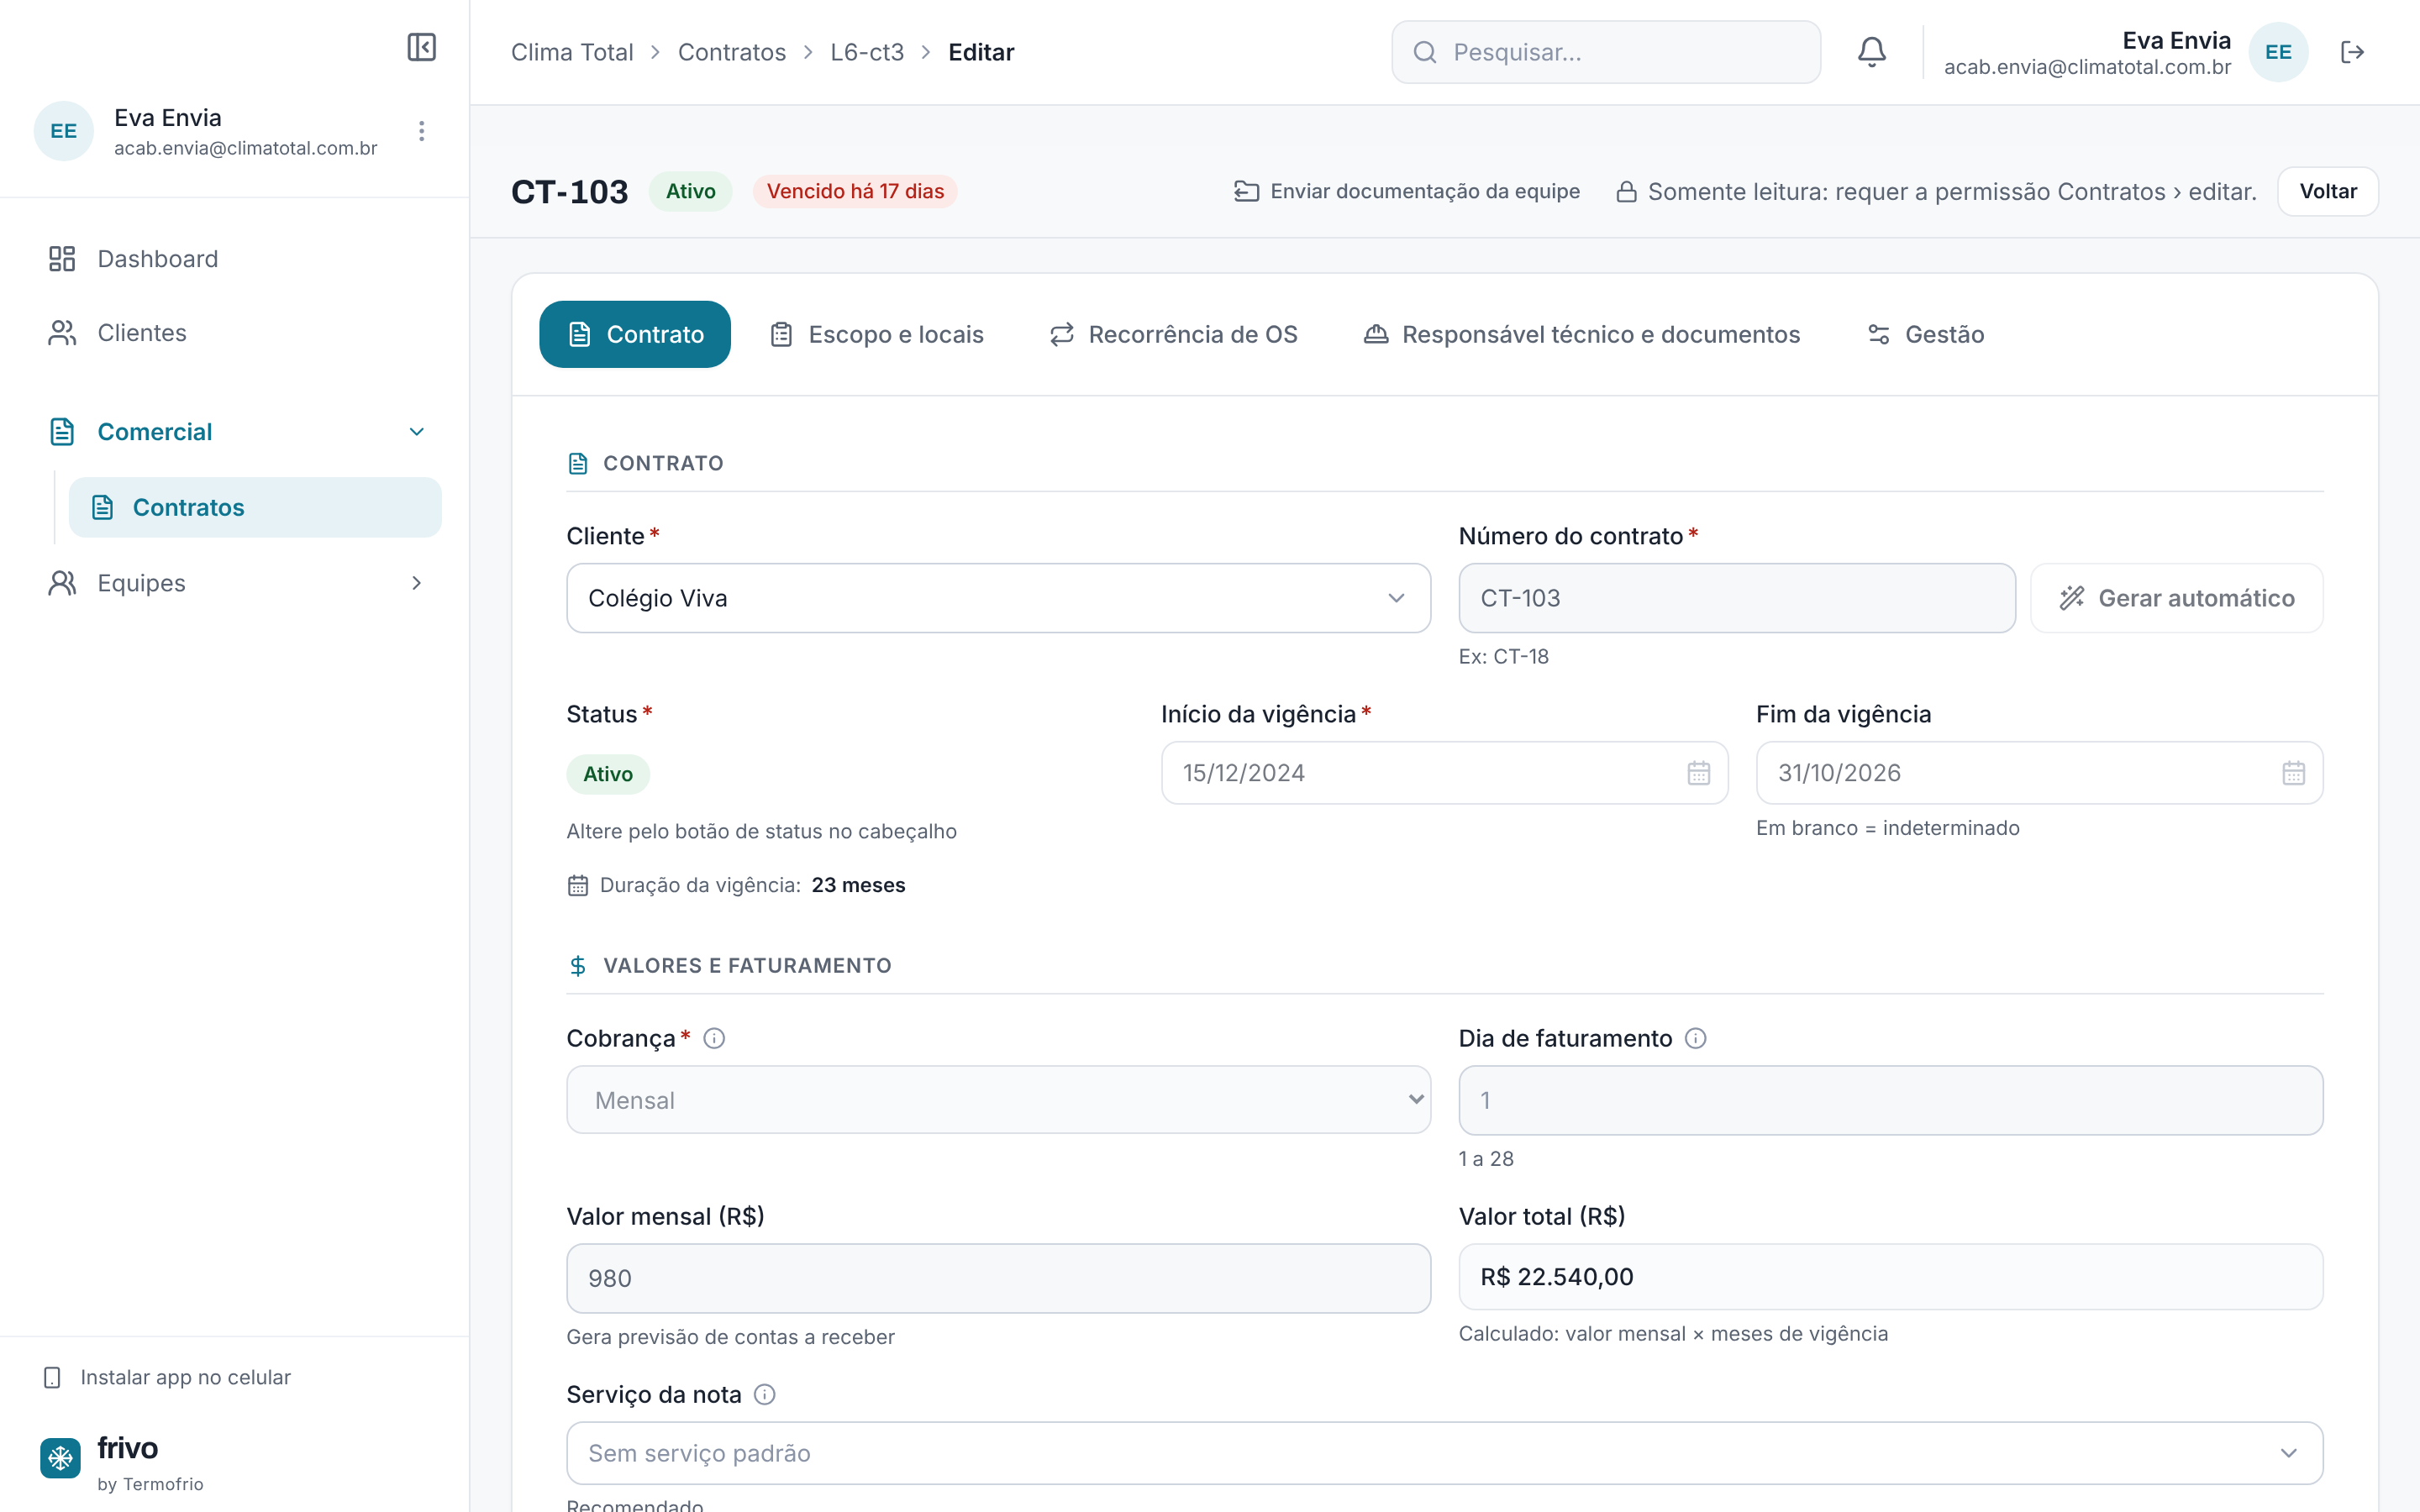 Clima Total > Contratos > L6-ct3 > Editar
Pesquisar...
Eva Envia
acab.envia@climatotal.com.br
EE
EE
Eva Envia
acab.envia@climatotal.com.br
Dashboard
Clientes
Comercial
Contratos
Equipes
Instalar app no celular
frivo
by Termofrio
CT-103
Ativo
Vencido há 17 dias
Enviar documentação da equipe
Somente leitura: requer a permissão Contratos › editar.
Voltar
Contrato
Escopo e locais
Recorrência de OS
Responsável técnico e documentos
Gestão
CONTRATO
Cliente*
Colégio Viva
Número do contrato*
CT-103
Gerar automático
Ex: CT-18
Status*
Ativo
Altere pelo botão de status no cabeçalho
Início da vigência*
15/12/2024
Fim da vigência
31/10/2026
Em branco = indeterminado
Duração da vigência: 23 meses
VALORES E FATURAMENTO
Cobrança*
Mensal
Dia de faturamento
1
1 a 28
Valor mensal (R$)
980
Gera previsão de contas a receber
Valor total (R$)
R$ 22.540,00
Calculado: valor mensal × meses de vigência
Serviço da nota
Sem serviço padrão
Recomendado